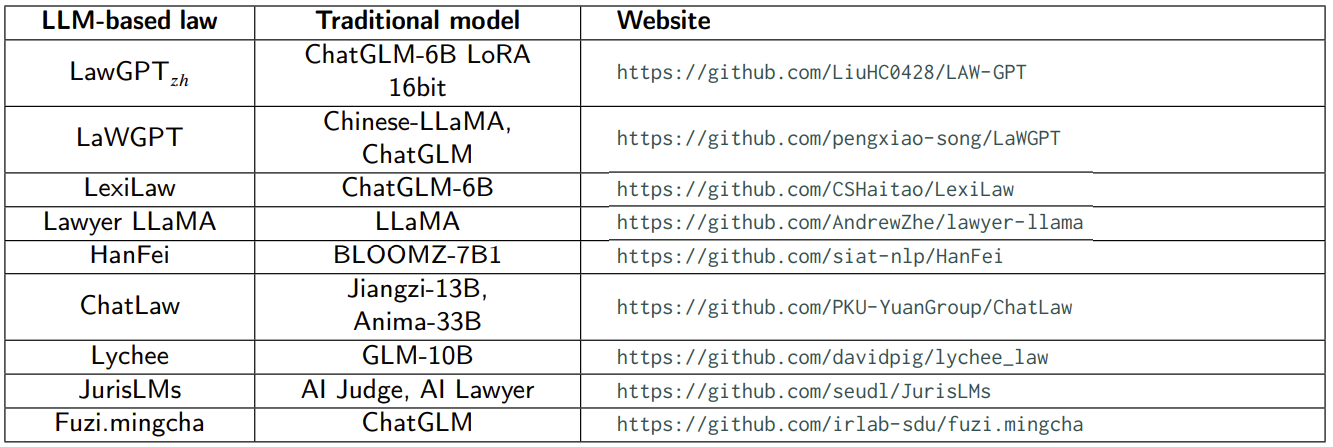 LLM-based law Traditional model Website
LawGPTzh ChatGLM-6B LoRA 16bit https://github.com/LiuHC0428/LAW-GPT
LaWGPT Chinese-LLaMA, ChatGLM https://github.com/pengxiao-song/LaWGPT
LexiLaw ChatGLM-6B https://github.com/CSHaitao/LexiLaw
Lawyer LLaMA LLaMA https://github.com/AndrewZhe/lawyer-llama
HanFei BLOOMZ-7B1 https://github.com/siat-nlp/HanFei
ChatLaw Jiangzi-13B, Anima-33B https://github.com/PKU-YuanGroup/ChatLaw
Lychee GLM-10B https://github.com/davidpig/lychee_law
JurisLMs AI Judge, AI Lawyer https://github.com/seudl/JurisLMs
Fuzi.mingcha ChatGLM https://github.com/irlab-sdu/fuzi.mingcha